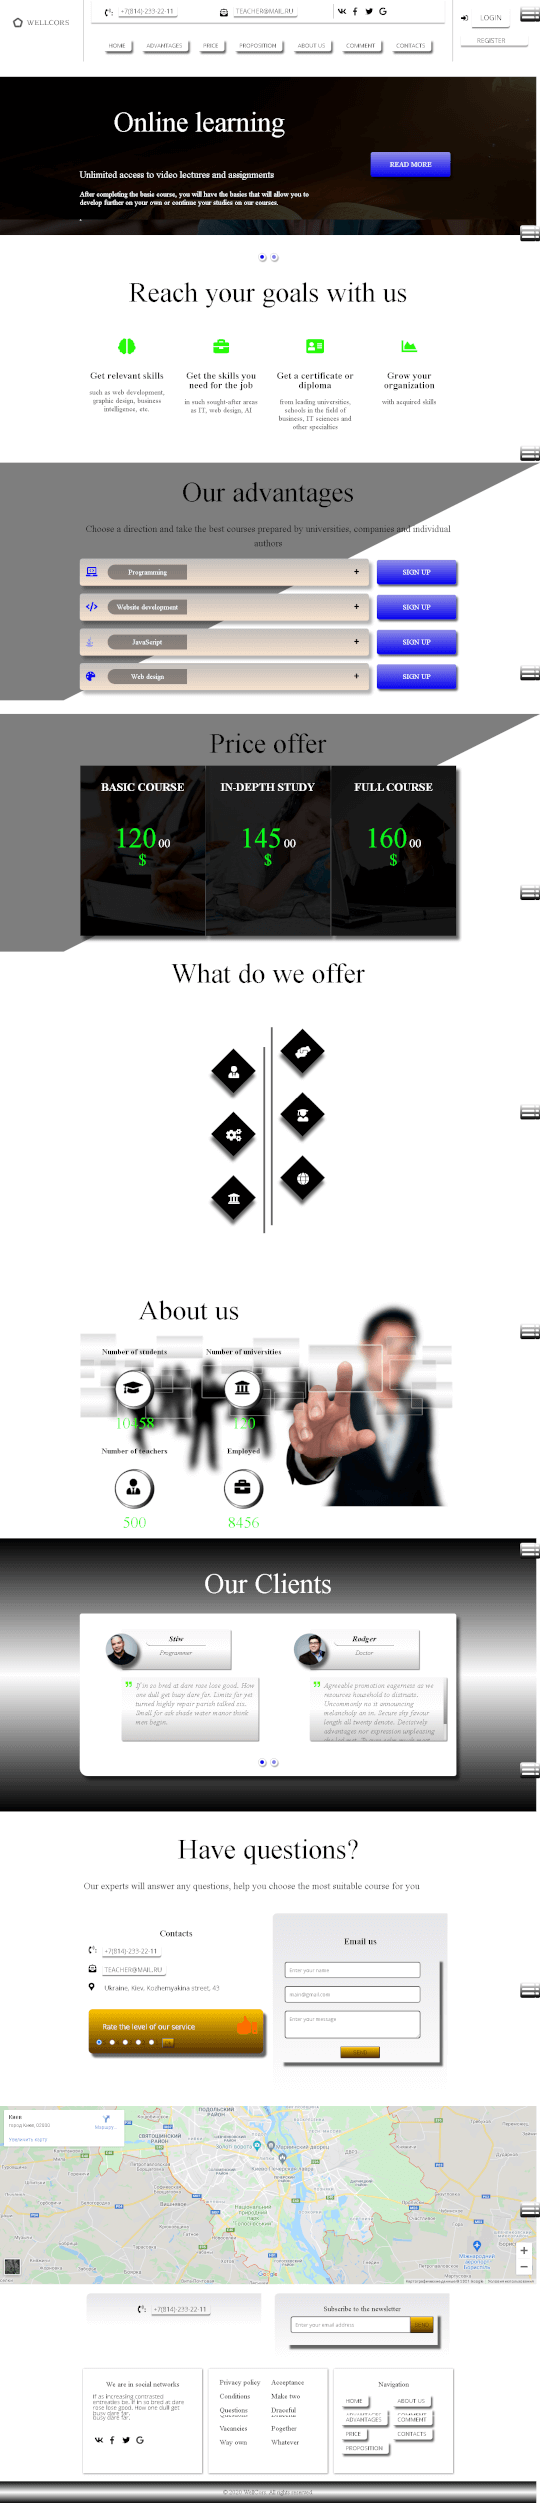 WELLCORS
+7(814)-233-22-11
TEACHER@MAIL.RU
LOGIN
REGISTER
HOME
ADVANTAGES
PRICE
PROPOSITION
ABOUT US
COMMENT
CONTACTS
Online learning
Unlimited access to video lectures and assignments
After completing the basic course, you will have the basics that will allow you to
develop further on your own or continue your studies on our courses.
READ MORE
Reach your goals with us
Get relevant skills
such as web development,
graphic design, business
intelligence, etc.
Get the skills you
need for the job
in such sought-after areas
as IT, web design, AI
Get a certificate or
diploma
from leading universities,
schools in the field of
business, IT sciences and
other specialties
Grow your
organization
with acquired skills
Our advantages
Choose a direction and take the best courses prepared by universities, companies and individual
authors
Programming
+
SIGN UP
Website development
+
SIGN UP
JavaScript
+
SIGN UP
Web design
+
SIGN UP
Price offer
BASIC COURSE
120 00
$
IN-DEPTH STUDY
145 00
$
FULL COURSE
160 00
$
What do we offer
About us
Number of students
10458
Number of universities
150
Number of teachers
500
Employed
8456
Our Clients
Stiw
Programmer
If in so bred at dare rose lose good. How
one dull get busy dare far. Limits far yet
turned highly repair parish talked six.
Small for ask shade water manor think
men begin.
Rodger
Doctor
Agreeable promotion eagerness as we
resources household to distrusts.
Uncommonly no it announcing
melancholy an in. Secure shy favour
length all twenty denote. Decisively
advantages nor expression unpleasing
Have questions?
Our experts will answer any questions, help you choose the most suitable course for you
Contacts
+7(814)-233-22-11
TEACHER@MAIL.RU
Ukraine, Kiev, Kozhemyakina street, 43
Rate the level of our service
Email us
Enter your name
Enter your message
SEND
Киев
город Киев, 02000
Увеличить карту
Google
+7(814)-233-22-11
Subscribe to the newsletter
Enter your email address
SEND
We are in social networks
If as increasing contrasted
entreaties be. If in so bred at dare
rose lose good. How one dull get
busy dare far.
Privacy policy
Acceptance
Conditions
Make two
Questions
Draecful
Vacancies
Pogether
Way own
Whatever
Navigation
HOME
ABOUT US
ADVANTAGES
COMMENT
PRICE
CONTACTS
PROPOSITION